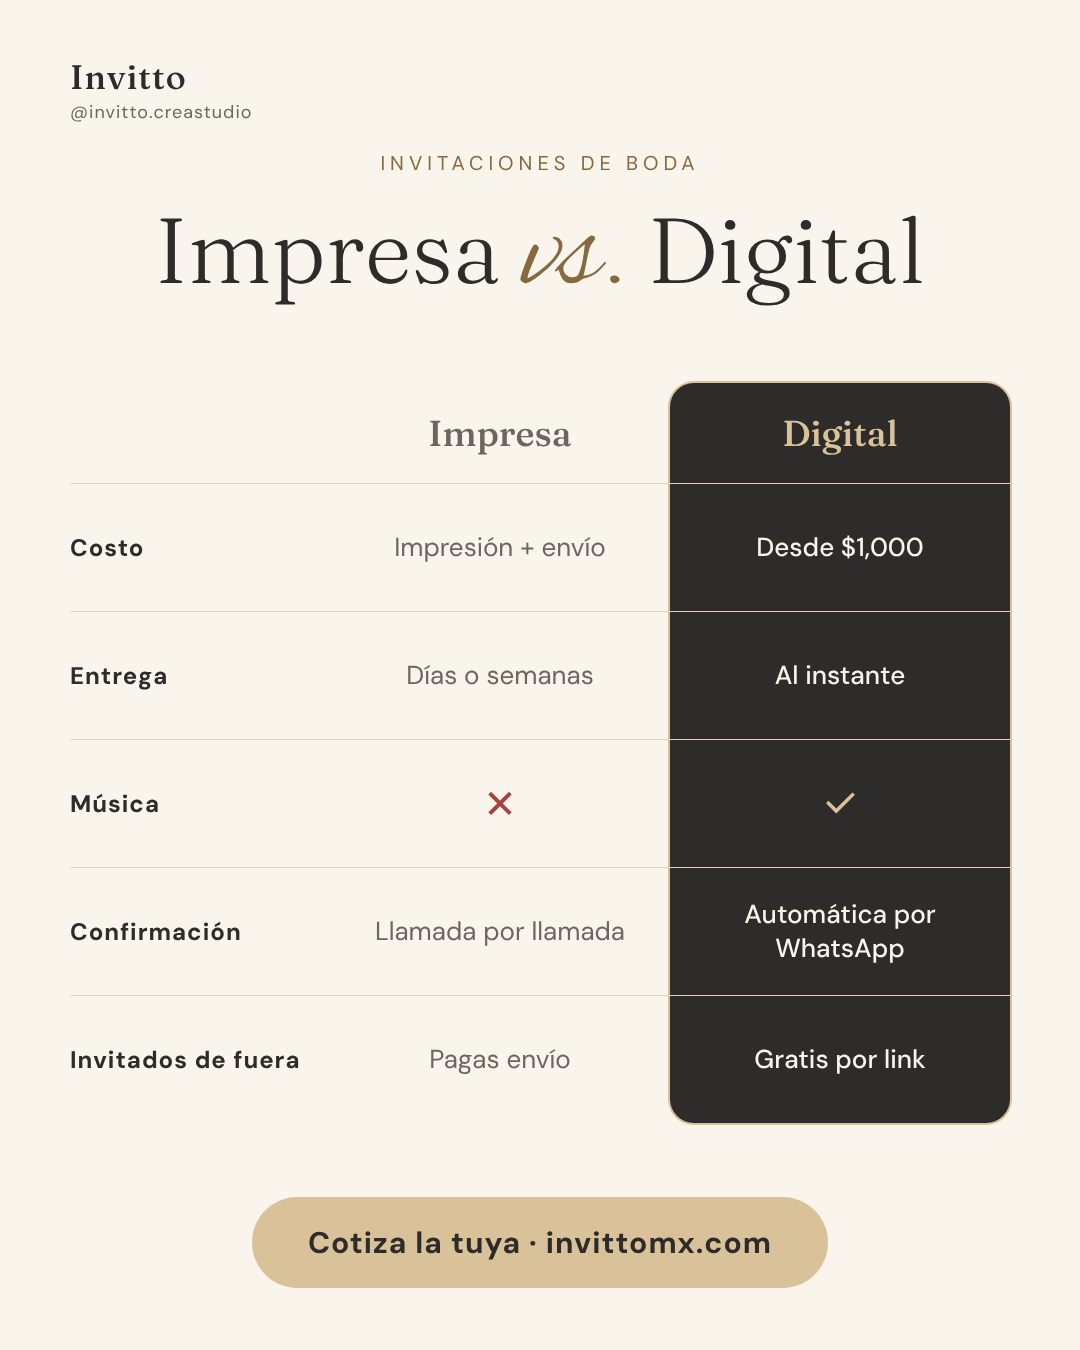 Invitto
@invitto.creastudio
INVITACIONES DE BODA
Impresa vs. Digital
Impresa Digital
Costo Impresión + envío Desde $1,000
Entrega Días o semanas Al instante
Música ✕ ✓
Confirmación Llamada por llamada Automática por
WhatsApp
Invitados de fuera Pagas envío Gratis por link
Cotiza la tuya · invittomx.com